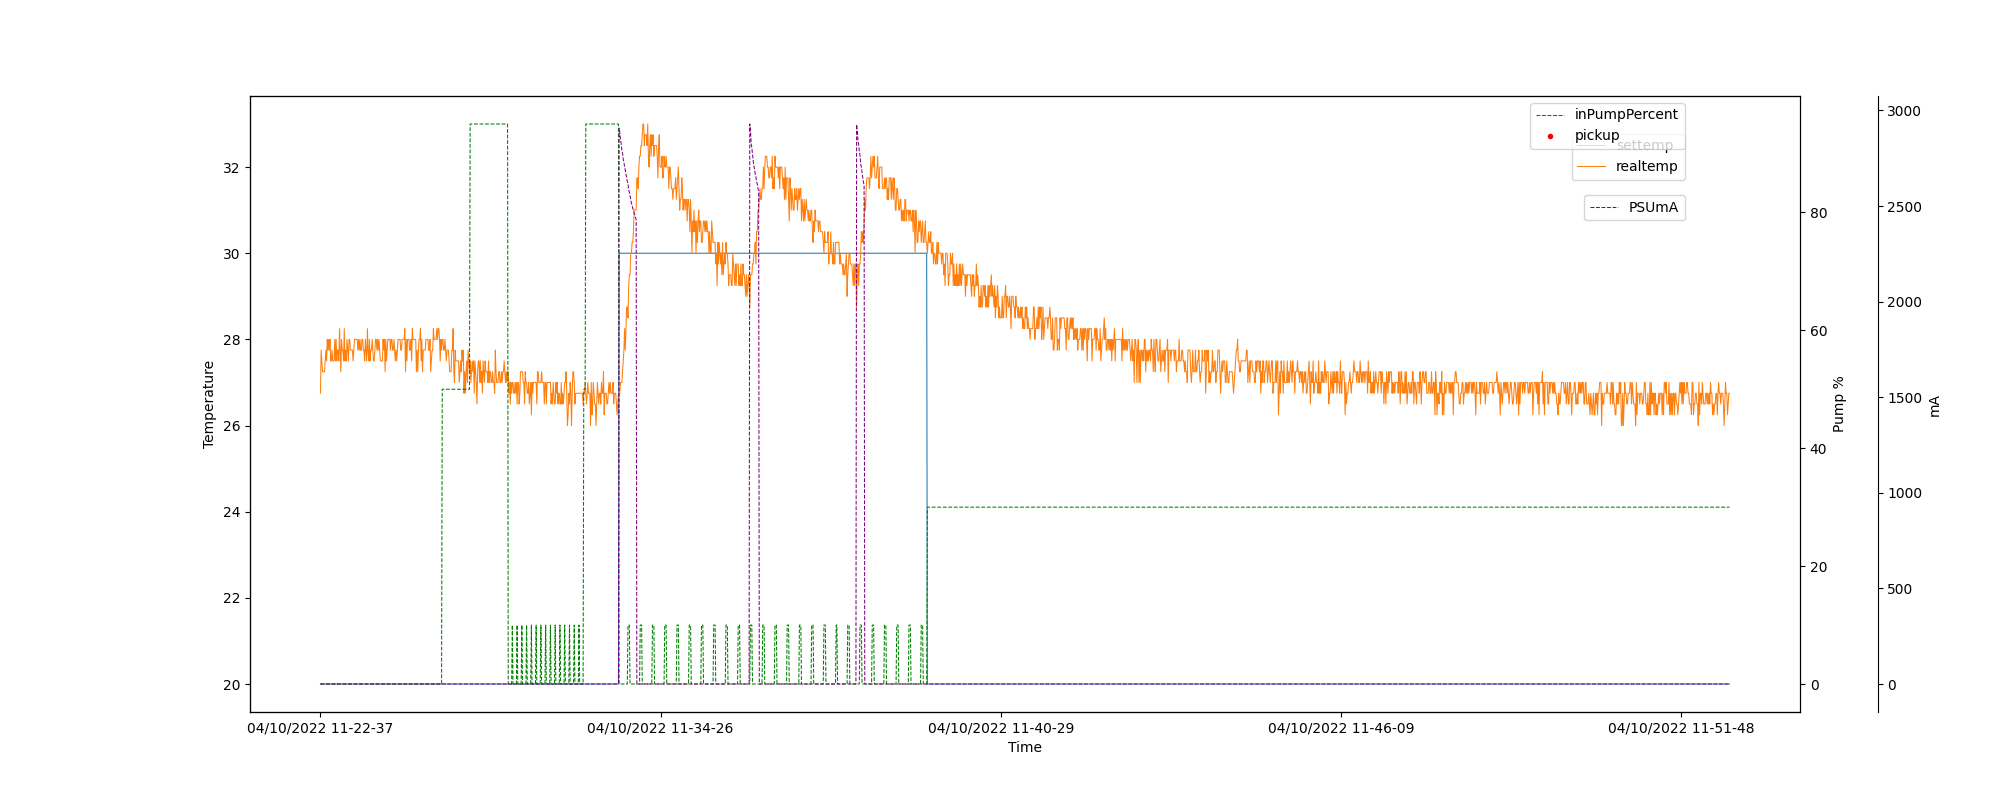 inPumpPercent
pickup
settemp
realtemp
PSUmA
Temperature
32
30
28
26
24
22
20
Pump %
80
60
40
20
0
mA
3000
2500
2000
1500
1000
500
0
04/10/2022 11-22-37
04/10/2022 11-34-26
04/10/2022 11-40-29
04/10/2022 11-46-09
04/10/2022 11-51-48
Time